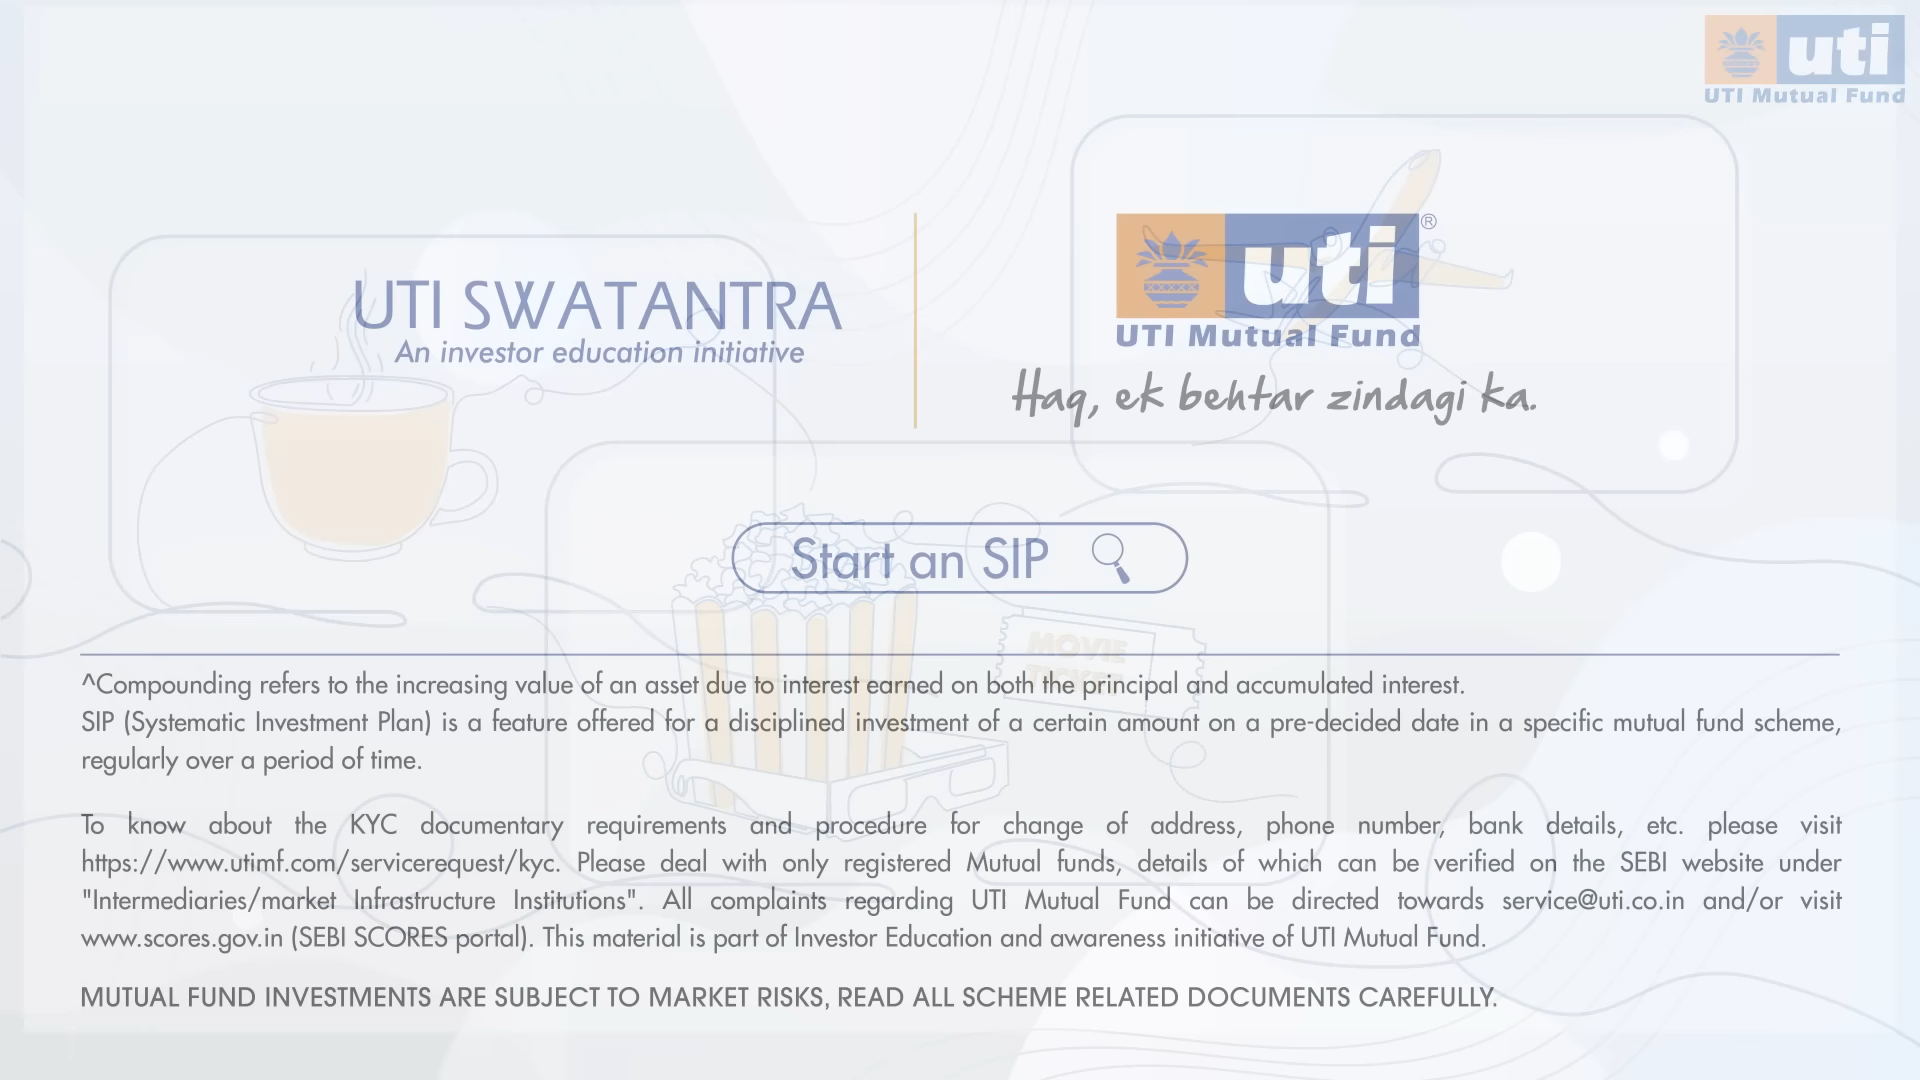 uti
UTI Mutual Fund
uti®
UTI SWATANTRA
An investor education initiative
UTI Mutual Fund
Haq, ek behtar zindagi ka.
Start an SIP
MOVIE
TICKET
^Compounding refers to the increasing value of an asset due to interest earned on both the principal and accumulated interest.
SIP (Systematic Investment Plan) is a feature offered for a disciplined investment of a certain amount on a pre-decided date in a specific mutual fund scheme,
regularly over a period of time.
To know about the KYC documentary requirements and procedure for change of address, phone number, bank details, etc. please visit
https://www.utimf.com/servicerequest/kyc. Please deal with only registered Mutual funds, details of which can be verified on the SEBI website under
"Intermediaries/market Infrastructure Institutions". All complaints regarding UTI Mutual Fund can be directed towards service@uti.co.in and/or visit
www.scores.gov.in (SEBI SCORES portal). This material is part of Investor Education and awareness initiative of UTI Mutual Fund.
MUTUAL FUND INVESTMENTS ARE SUBJECT TO MARKET RISKS, READ ALL SCHEME RELATED DOCUMENTS CAREFULLY.